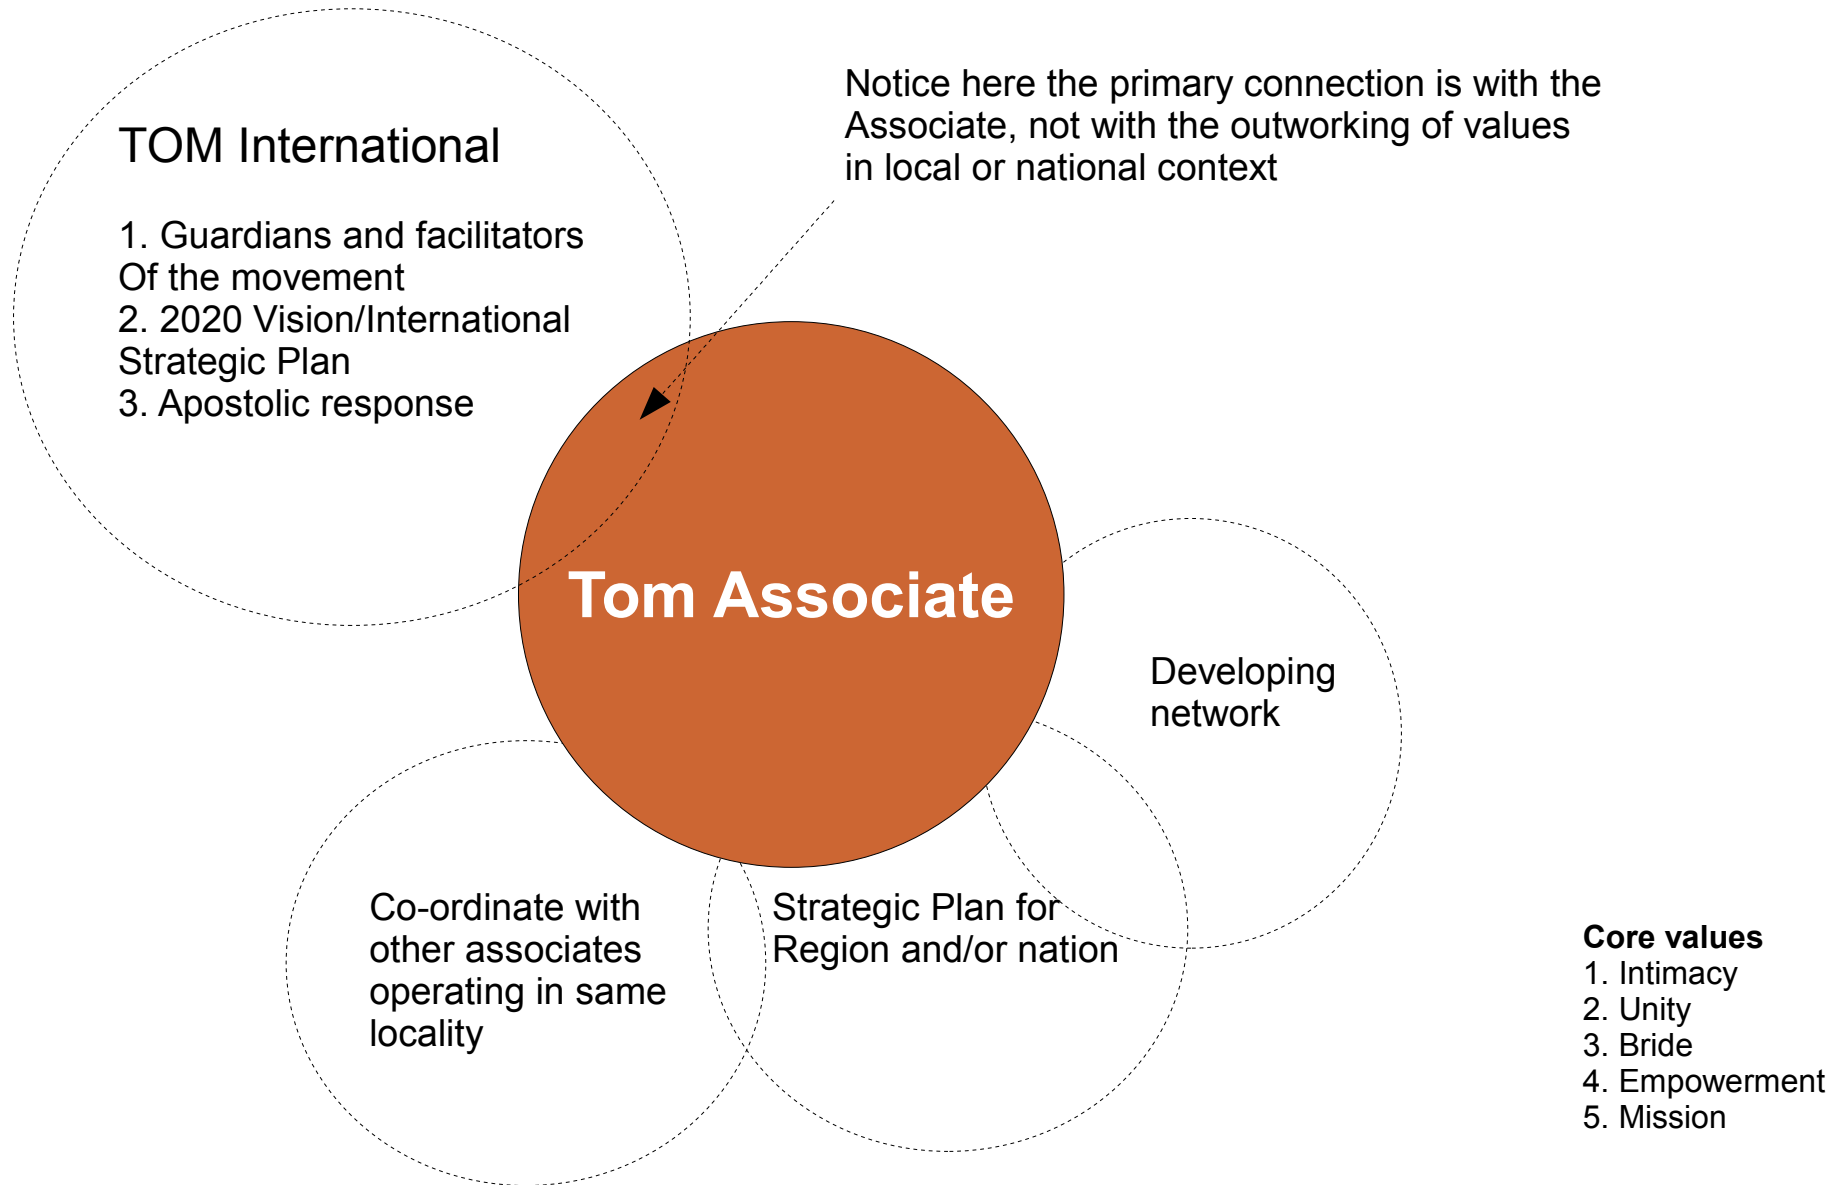 TOM International
1. Guardians and facilitators
Of the movement
2. 2020 Vision/International
Strategic Plan
3. Apostolic response
Notice here the primary connection is with the
Associate, not with the outworking of values
in local or national context
Tom Associate
Developing
network
Co-ordinate with
other associates
operating in same
locality
Strategic Plan for
Region and/or nation
Core values
1. Intimacy
2. Unity
3. Bride
4. Empowerment
5. Mission